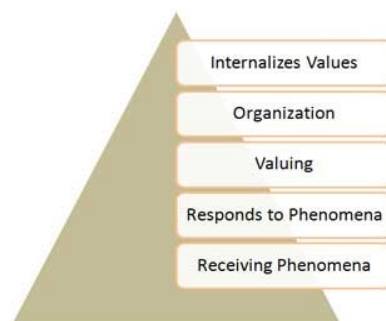 Internalizes Values
Organization
Valuing
Responds to Phenomena
Receiving Phenomena